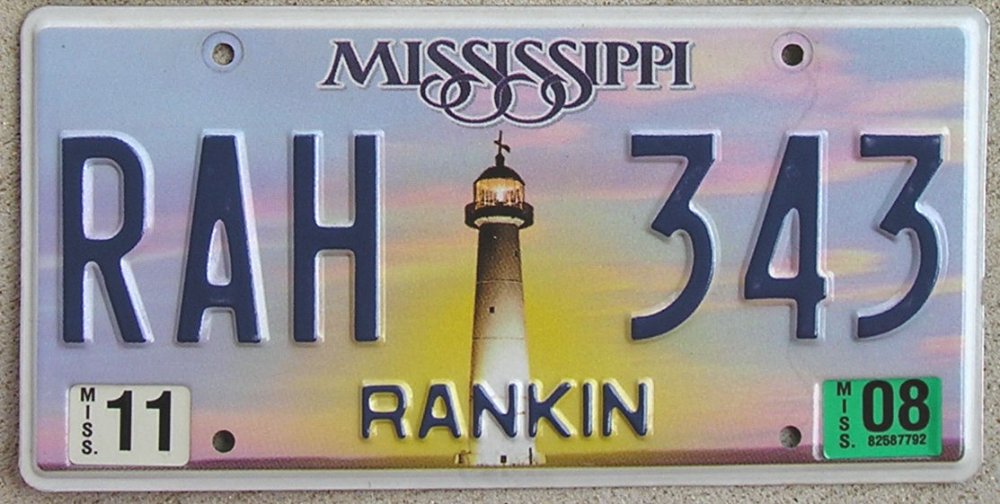 MISSISSIPPI
RAH 343
MISS. 11
RANKIN
MISS. 08
82587792